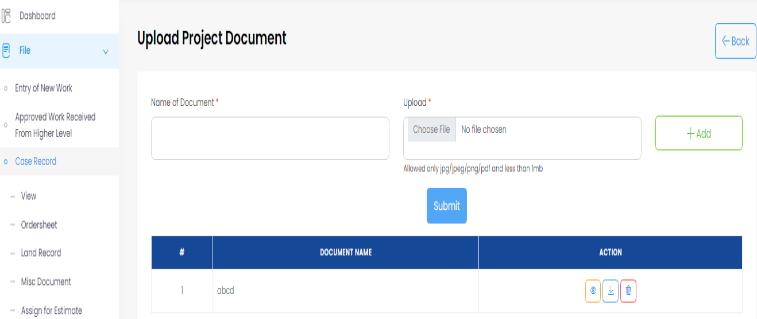 Dashboard
File
Entry of New Work
Approved Work Received
From Higher Level
Case Record
View
Ordersheet
Land Record
Misc Document
Assign for Estimate
Upload Project Document
Back
Name of Document *
Upload *
Choose File No file chosen
+ Add
Allowed only jpg/jpeg/png/pdf and less than 1mb
Submit
# DOCUMENT NAME ACTION
1 abcd